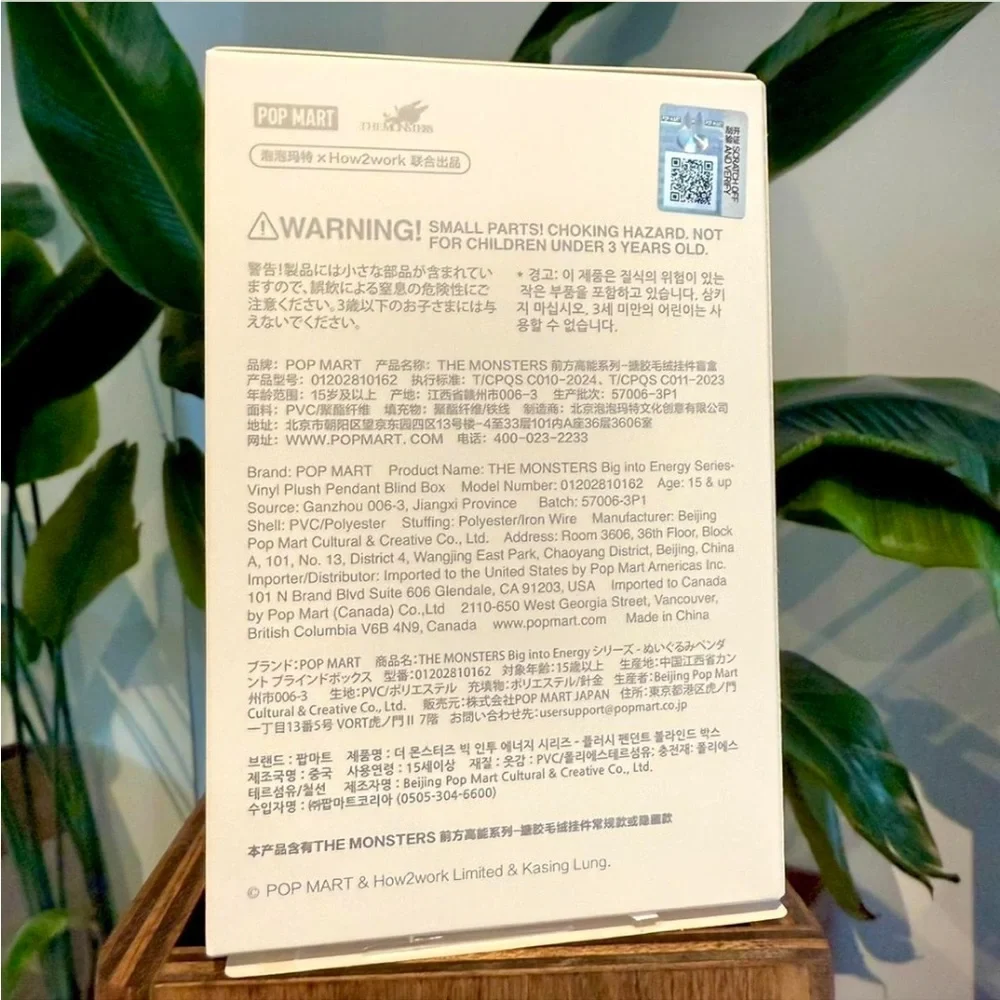 POP MART
THE MONSTERS
泡泡玛特 x How2work 联合出品
此处 SCRATCH OFF
刮涂 AND VERIFY
WARNING! SMALL PARTS! CHOKING HAZARD. NOT
FOR CHILDREN UNDER 3 YEARS OLD.
警告!製品には小さな部品が含まれてい
ますので、誤飲による窒息の危険性にご
注意ください。3歳以下のお子さまには与
えないでください。
* 경고: 이 제품은 질식의 위험이 있는
작은 부품을 포함하고 있습니다. 삼키
지 마십시오. 3세 미만의 어린이는 사
용할 수 없습니다.
品牌: POP MART 产品名称: THE MONSTERS 前方高能系列-搪胶毛绒挂件盲盒
产品型号: 01202810162 执行标准: T/CPQS C010-2024、T/CPQS C011-2023
年龄范围: 15岁及以上 产地: 江西省赣州市006-3 生产批次: 57006-3P1
面料: PVC/聚酯纤维 填充物: 聚酯纤维/铁线 制造商: 北京泡泡玛特文化创意有限公司
地址: 北京市朝阳区望京东园四区13号楼-4至33层101内A座36层3606室
网址: WWW.POPMART.COM 电话: 400-023-2233
Brand: POP MART Product Name: THE MONSTERS Big into Energy Series-
Vinyl Plush Pendant Blind Box Model Number: 01202810162 Age: 15 & up
Source: Ganzhou 006-3, Jiangxi Province Batch: 57006-3P1
Shell: PVC/Polyester Stuffing: Polyester/Iron Wire Manufacturer: Beijing
Pop Mart Cultural & Creative Co., Ltd. Address: Room 3606, 36th Floor, Block
A, 101, No. 13, District 4, Wangjing East Park, Chaoyang District, Beijing, China
Importer/Distributor: Imported to the United States by Pop Mart Americas Inc.
101 N Brand Blvd Suite 606 Glendale, CA 91203, USA Imported to Canada
by Pop Mart (Canada) Co.,Ltd 2110-650 West Georgia Street, Vancouver,
British Columbia V6B 4N9, Canada www.popmart.com Made in China
ブランド:POP MART 商品名:THE MONSTERS Big into Energy シリーズ - ぬいぐるみペンダ
ント ブラインドボックス 型番:01202810162 対象年齢:15歳以上 生産地:中国江西省カン
州市006-3 生地:PVC/ポリエステル 充填物:ポリエステル/針金 生産者:Beijing Pop Mart
Cultural & Creative Co., Ltd. 販売元:株式会社POP MART JAPAN 住所:東京都港区虎ノ門
一丁目13番5号 VORT虎ノ門Ⅱ 7階 お問い合わせ先:usersupport@popmart.co.jp
브랜드 : 팝마트 제품명 : 더 몬스터즈 빅 인투 에너지 시리즈 - 플러시 펜던트 블라인드 박스
제조국명 : 중국 사용연령 : 15세이상 재질 : 옷감 : PVC/폴리에스테르섬유: 충전재: 폴리에스
테르섬유/철선 제조자명 : Beijing Pop Mart Cultural & Creative Co., Ltd.
수입자명 : ㈜팝마트코리아 (0505-304-6600)
本产品含有THE MONSTERS 前方高能系列-搪胶毛绒挂件常规款或隐藏款
© POP MART & How2work Limited & Kasing Lung.